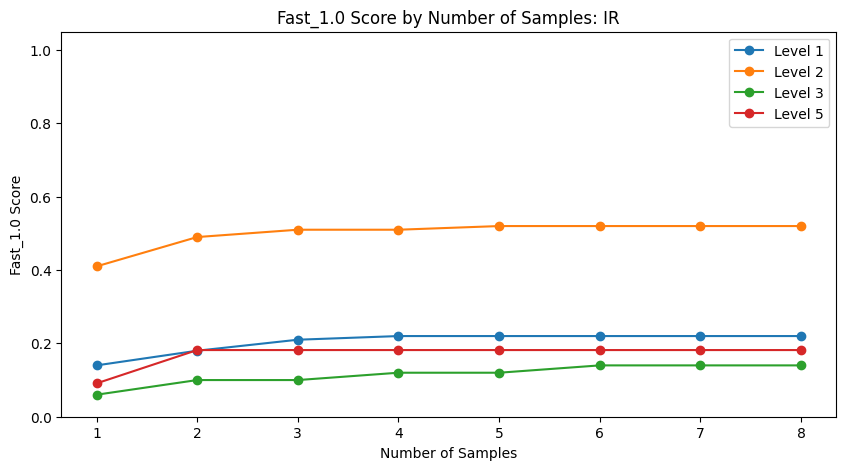 Fast_1.0 Score by Number of Samples: IR
1.0
0.8
0.6
0.4
0.2
0.0
Fast_1.0 Score
Level 1
Level 2
Level 3
Level 5
1 2 3 4 5 6 7 8
Number of Samples